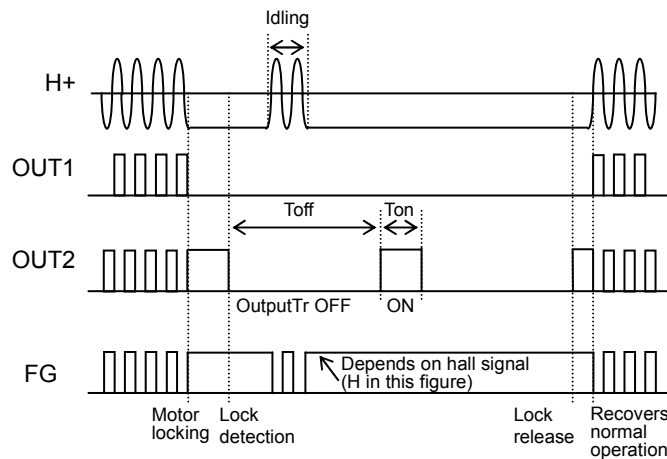 Idling
H+
OUT1
Toff
Ton
OUT2
OutputTr OFF
ON
FG
Depends on hall signal
(H in this figure)
Motor
locking
Lock
detection
Lock
release
Recovers
normal
operation